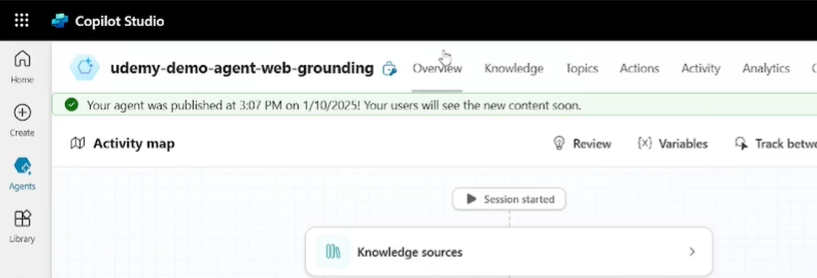 Copilot Studio
udemy-demo-agent-web-grounding Overview Knowledge Topics Actions Activity Analytics
Home
Your agent was published at 3:07 PM on 1/10/2025! Your users will see the new content soon.
Create
Activity map Review {x} Variables Track betwe
Agents
Session started
Library
Knowledge sources